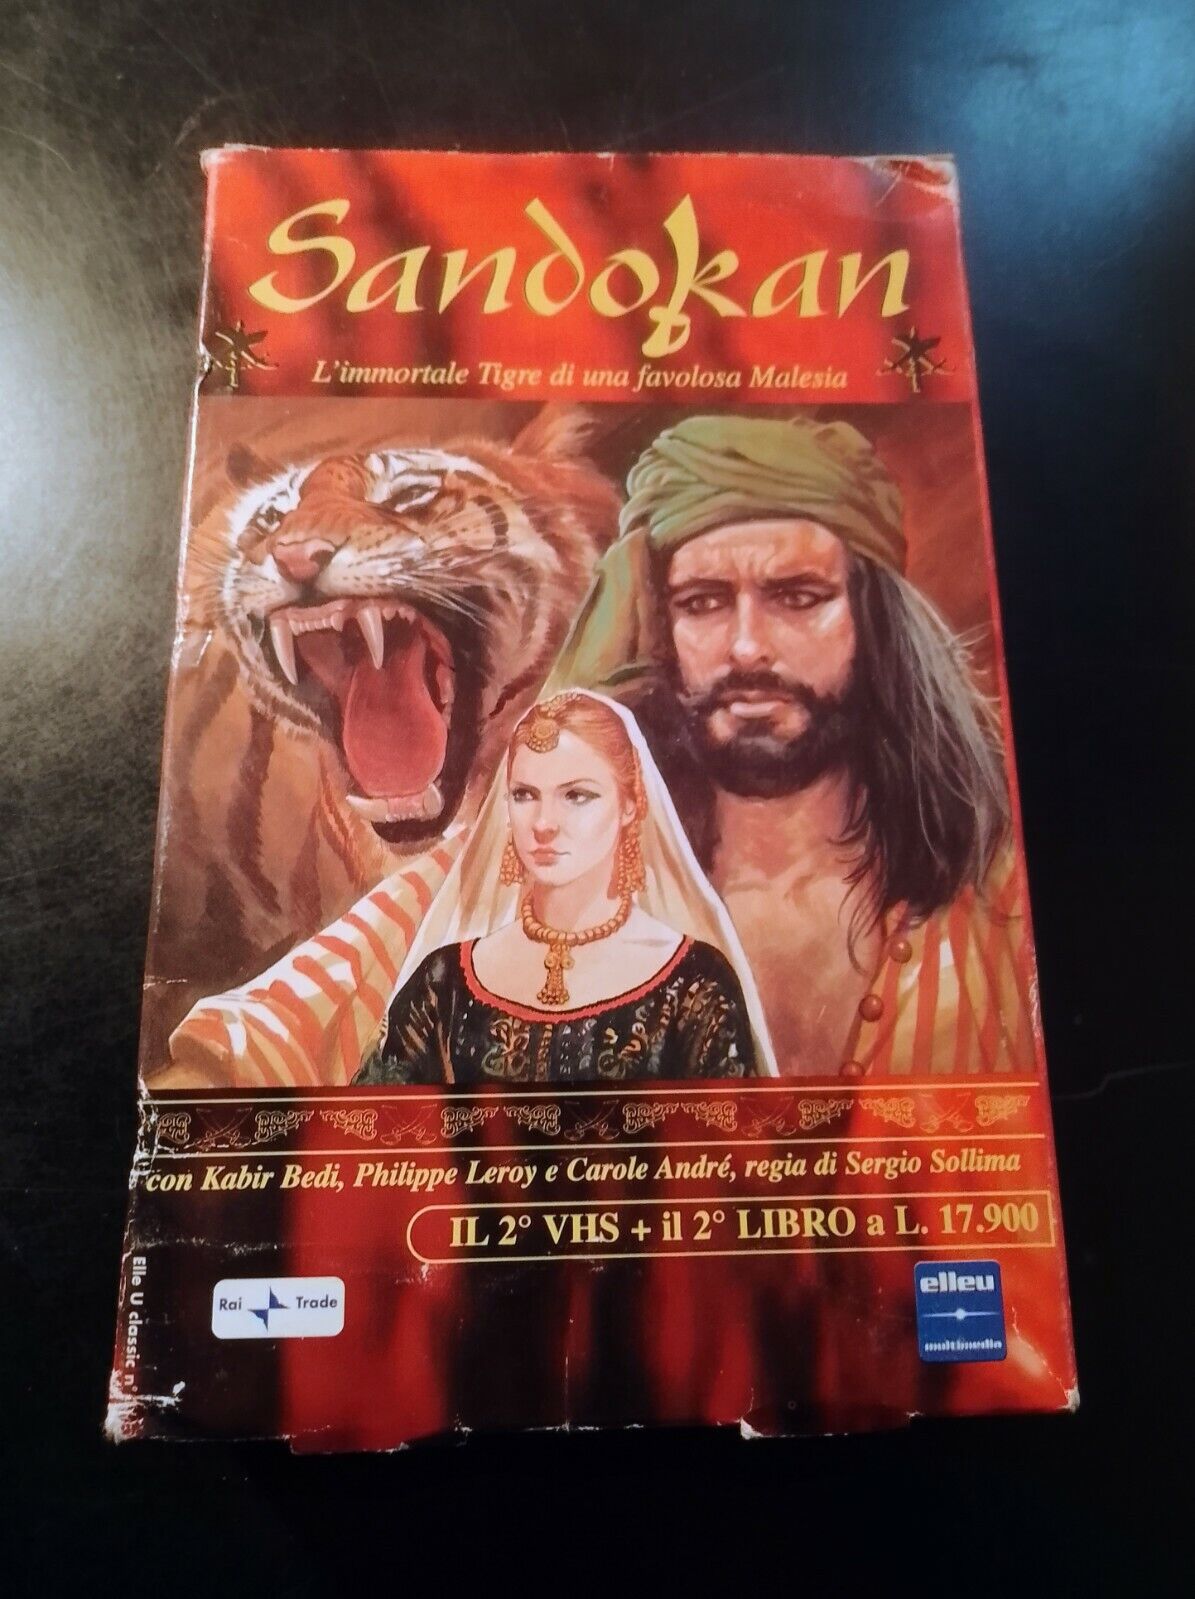 Sandokan
L'immortale Tigre di una favolosa Malesia
con Kabir Bedi, Philippe Leroy e Carole André, regia di Sergio Sollima
IL 2° VHS + il 2° LIBRO a L. 17.900
Elle U classic n°
Rai Trade
elleu
multimedia